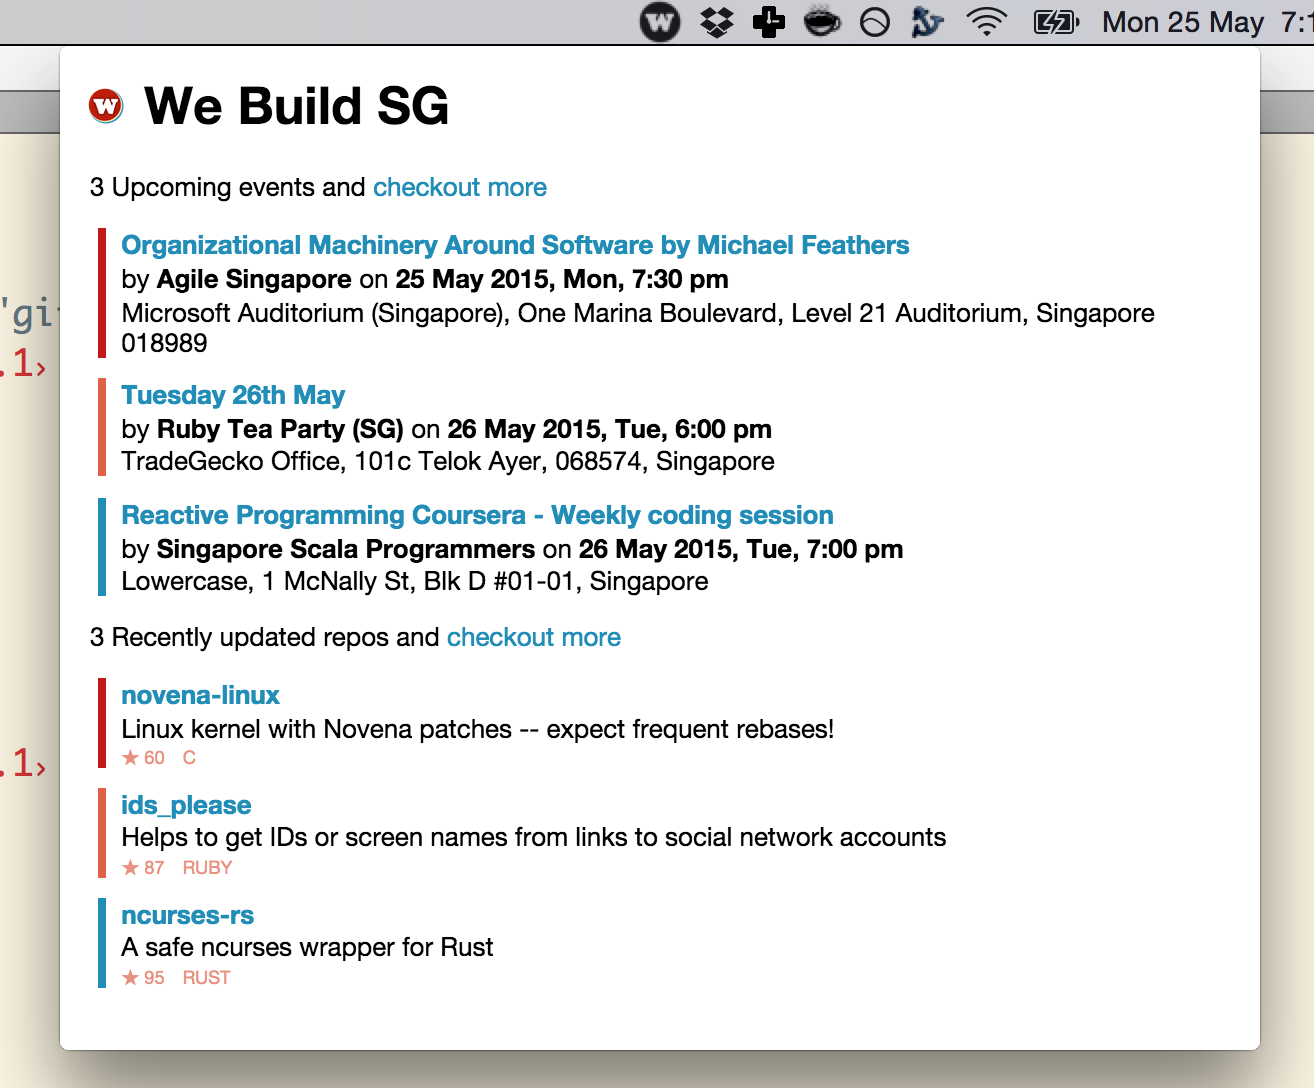 W Mon 25 May 7:1
W We Build SG
3 Upcoming events and checkout more
Organizational Machinery Around Software by Michael Feathers
by Agile Singapore on 25 May 2015, Mon, 7:30 pm
Microsoft Auditorium (Singapore), One Marina Boulevard, Level 21 Auditorium, Singapore
018989
'gi
.1›
Tuesday 26th May
by Ruby Tea Party (SG) on 26 May 2015, Tue, 6:00 pm
TradeGecko Office, 101c Telok Ayer, 068574, Singapore
Reactive Programming Coursera - Weekly coding session
by Singapore Scala Programmers on 26 May 2015, Tue, 7:00 pm
Lowercase, 1 McNally St, Blk D #01-01, Singapore
3 Recently updated repos and checkout more
novena-linux
Linux kernel with Novena patches -- expect frequent rebases!
★ 60 C
.1›
ids_please
Helps to get IDs or screen names from links to social network accounts
★ 87 RUBY
ncurses-rs
A safe ncurses wrapper for Rust
★ 95 RUST